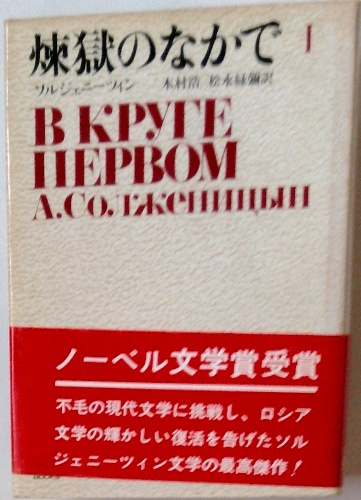 煉獄のなかで I
ソルジェニーツィン 木村浩 松永緑彌訳
В КРУГЕ
ПЕРВОМ
А. Солженицын
ノーベル文学賞受賞
不毛の現代文学に挑戦し、ロシア
文学の輝かしい復活を告げたソル
ジェニーツィン文学の最高傑作!